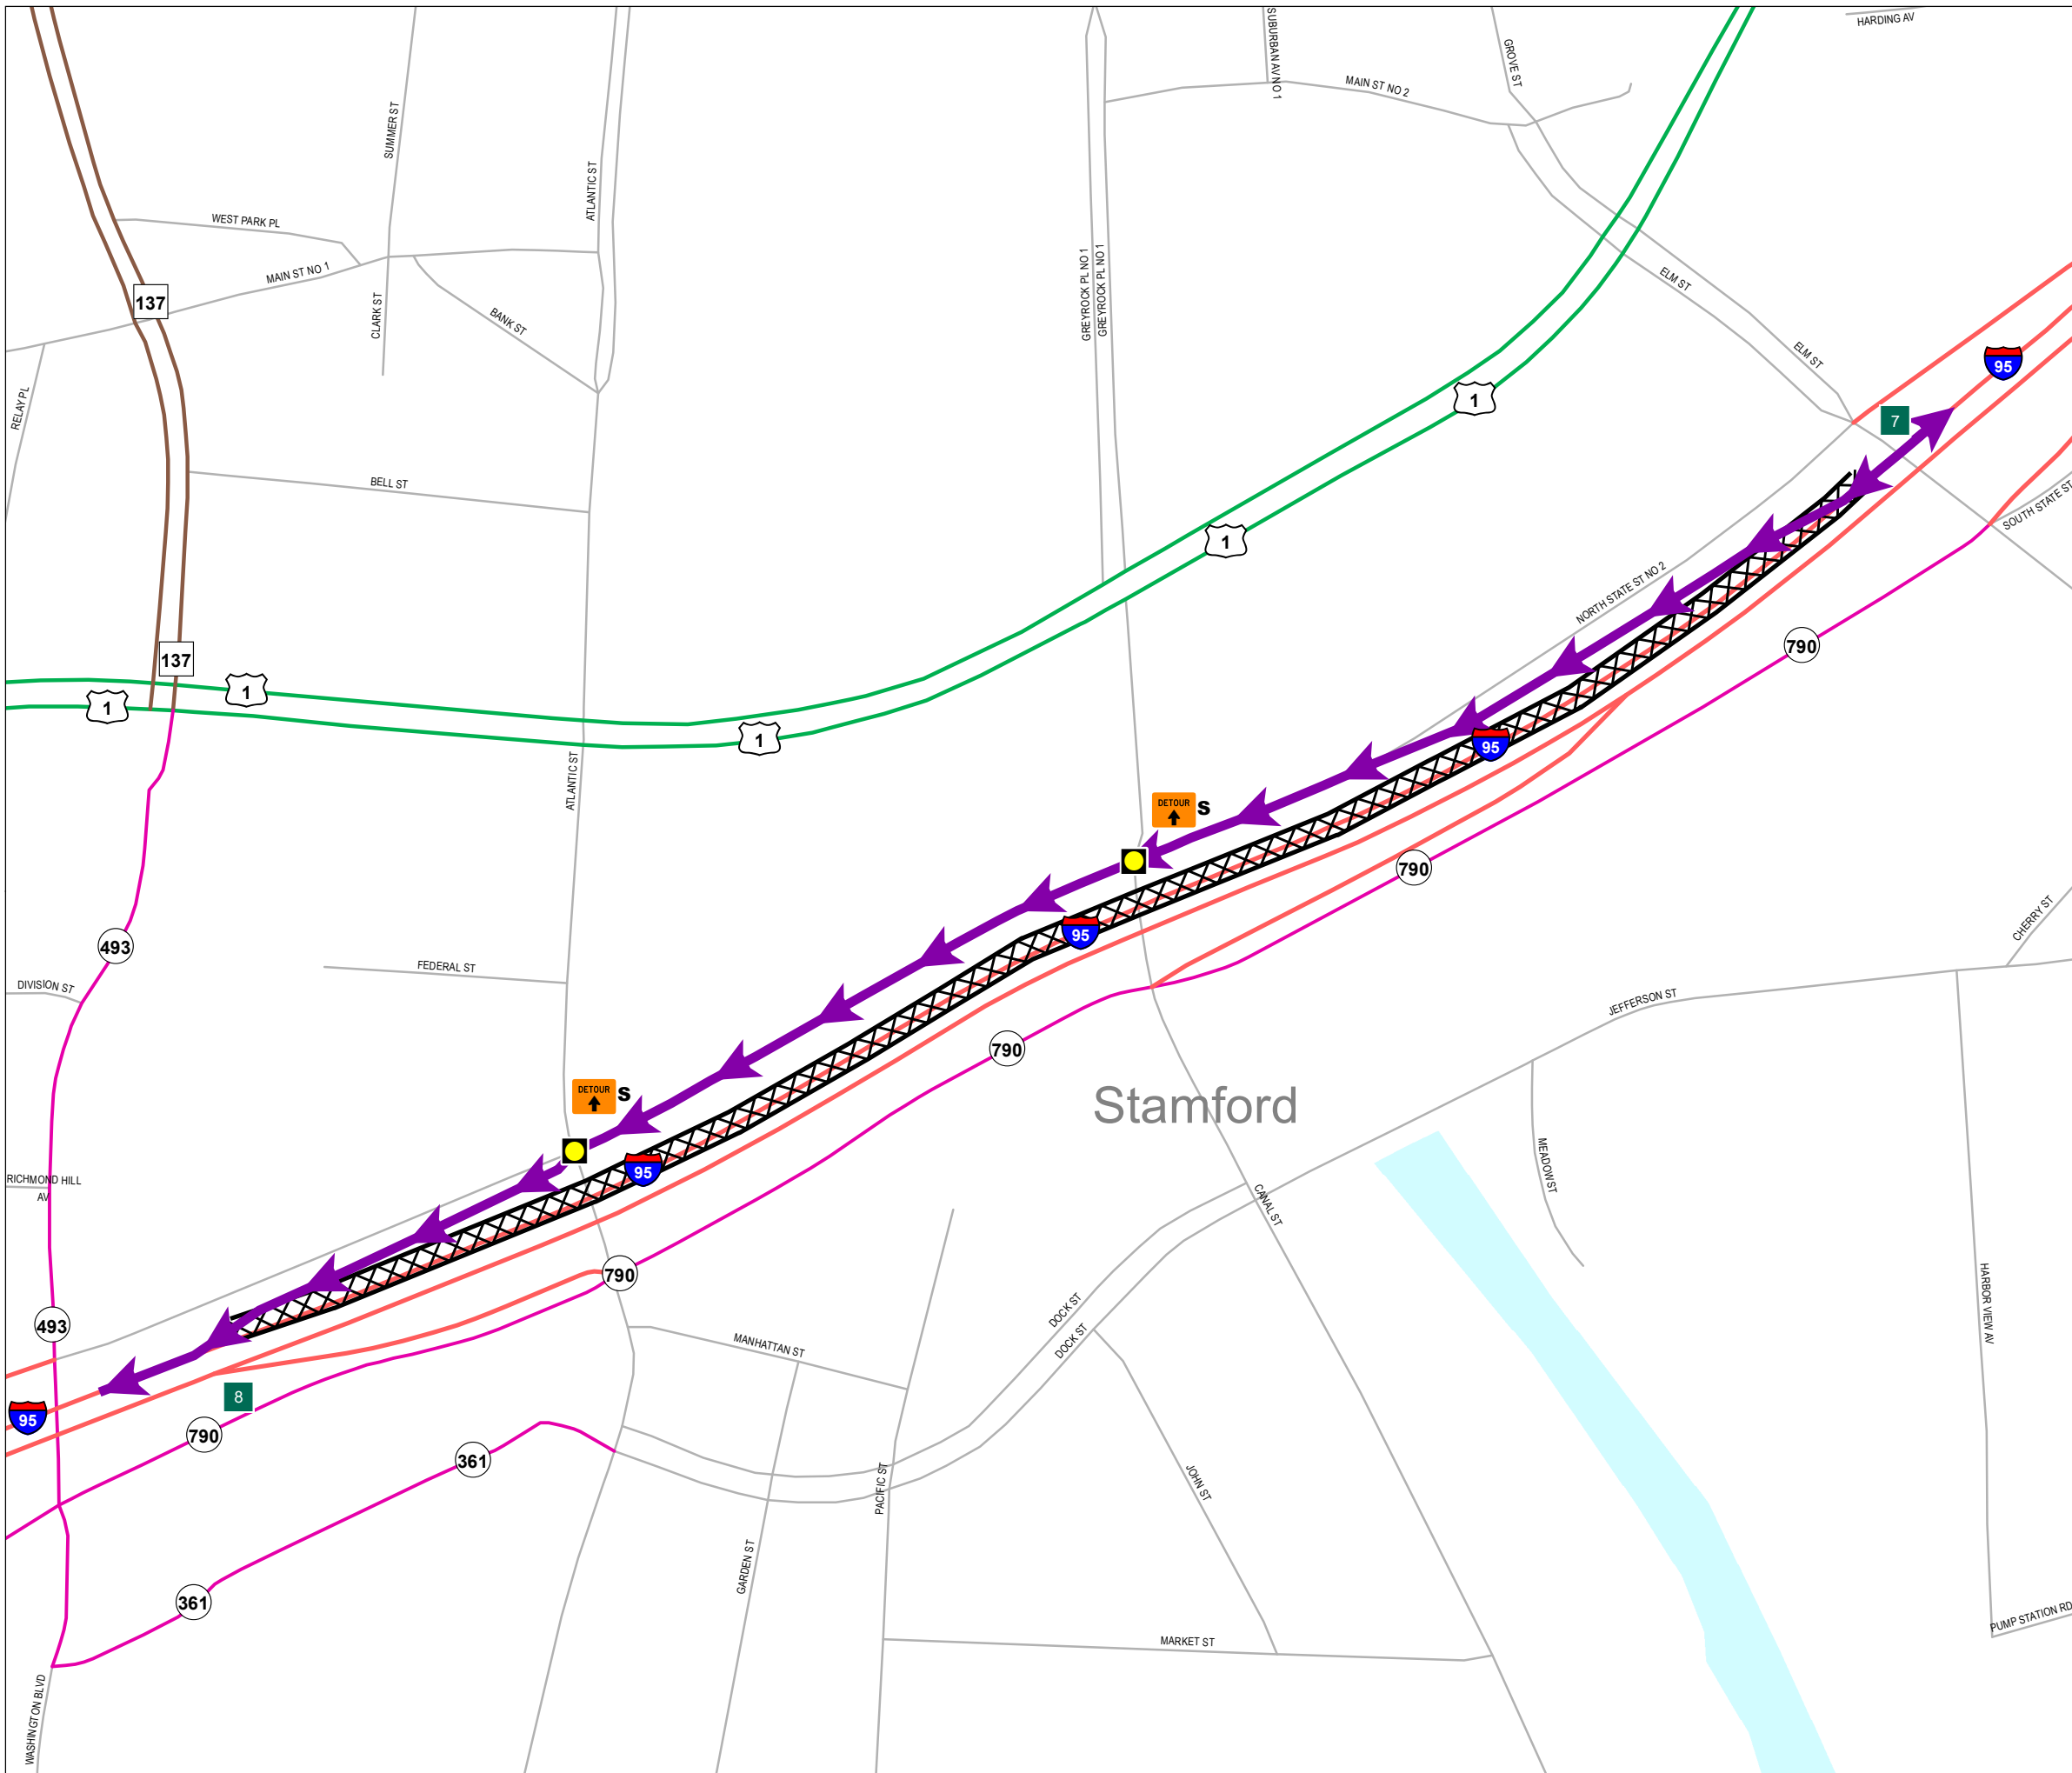 HARDING AV
SUBURBAN AV NO 1
GROVE ST
MAIN ST NO 2
SUMMER ST
ATLANTIC ST
WEST PARK PL
MAIN ST NO 1
137
CLARK ST
BANK ST
GREYROCK PL NO 1
GREYROCK PL NO 1
ELM ST
ELM ST
95
1
RELAY PL
7
BELL ST
SOUTH STATE ST
1
NORTH STATE ST NO 2
790
137
1
1
1
95
ATLANTIC ST
DETOUR
S
790
493
95
CHERRY ST
FEDERAL ST
DIVISION ST
JEFFERSON ST
790
Stamford
DETOUR
S
95
RICHMOND HILL
AV
MEADOW ST
CANAL ST
790
HARBOR VIEW AV
DOCK ST
DOCK ST
493
MANHATTAN ST
8
95
790
361
JOHN ST
PACIFIC ST
GARDEN ST
361
PUMP STATION RD
MARKET ST
WASHINGTON BLVD